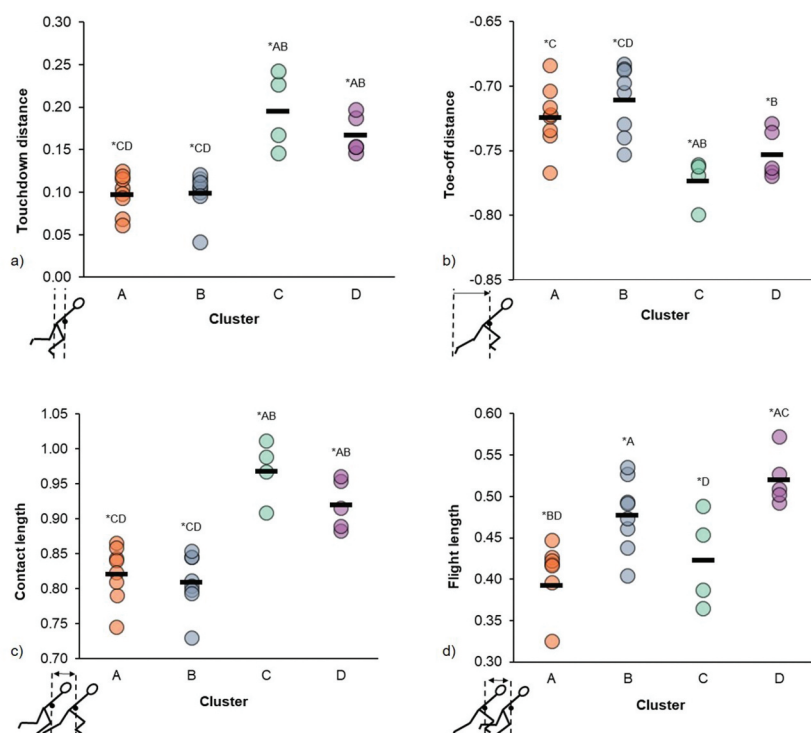 *AB
*AB
*CD
*CD
0.30
0.25
0.20
0.15
0.10
0.05
0.00
Touchdown distance
a)
A B C D
Cluster
-0.65
-0.70
-0.75
-0.80
-0.85
*C
*CD
*AB
*B
Toe-off distance
b)
A B C D
Cluster
1.05
1.00
0.95
0.90
0.85
0.80
0.75
0.70
*CD
*CD
*AB
*AB
Contact length
c)
A B C D
Cluster
0.60
0.55
0.50
0.45
0.40
0.35
0.30
*BD
*A
*D
*AC
Flight length
d)
A B C D
Cluster